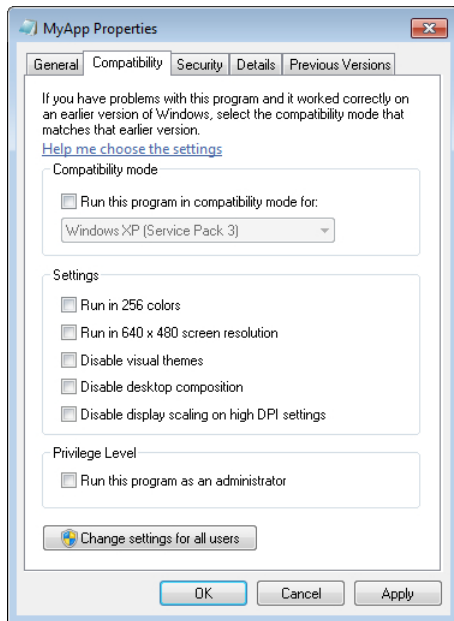 MyApp Properties
General Compatibility Security Details Previous Versions
If you have problems with this program and it worked correctly on
an earlier version of Windows, select the compatibility mode that
matches that earlier version.
Help me choose the settings
Compatibility mode
Run this program in compatibility mode for:
Windows XP (Service Pack 3)
Settings
Run in 256 colors
Run in 640 x 480 screen resolution
Disable visual themes
Disable desktop composition
Disable display scaling on high DPI settings
Privilege Level
Run this program as an administrator
Change settings for all users
OK Cancel Apply